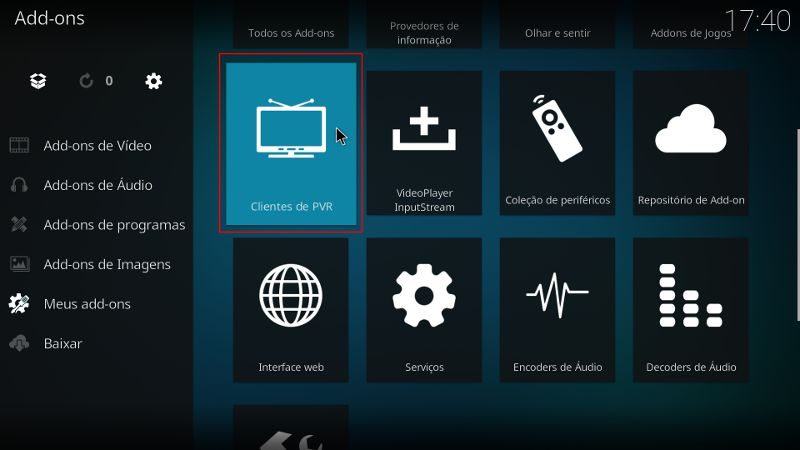 Add-ons
17:40
0
Add-ons de Vídeo
Add-ons de Áudio
Add-ons de programas
Add-ons de Imagens
Meus add-ons
Baixar
Todos os Add-ons
Provedores de
informação
Olhar e sentir
Addons de Jogos
Clientes de PVR
VideoPlayer
InputStream
Coleção de periféricos
Repositório de Add-on
Interface web
Serviços
Encoders de Áudio
Decoders de Áudio